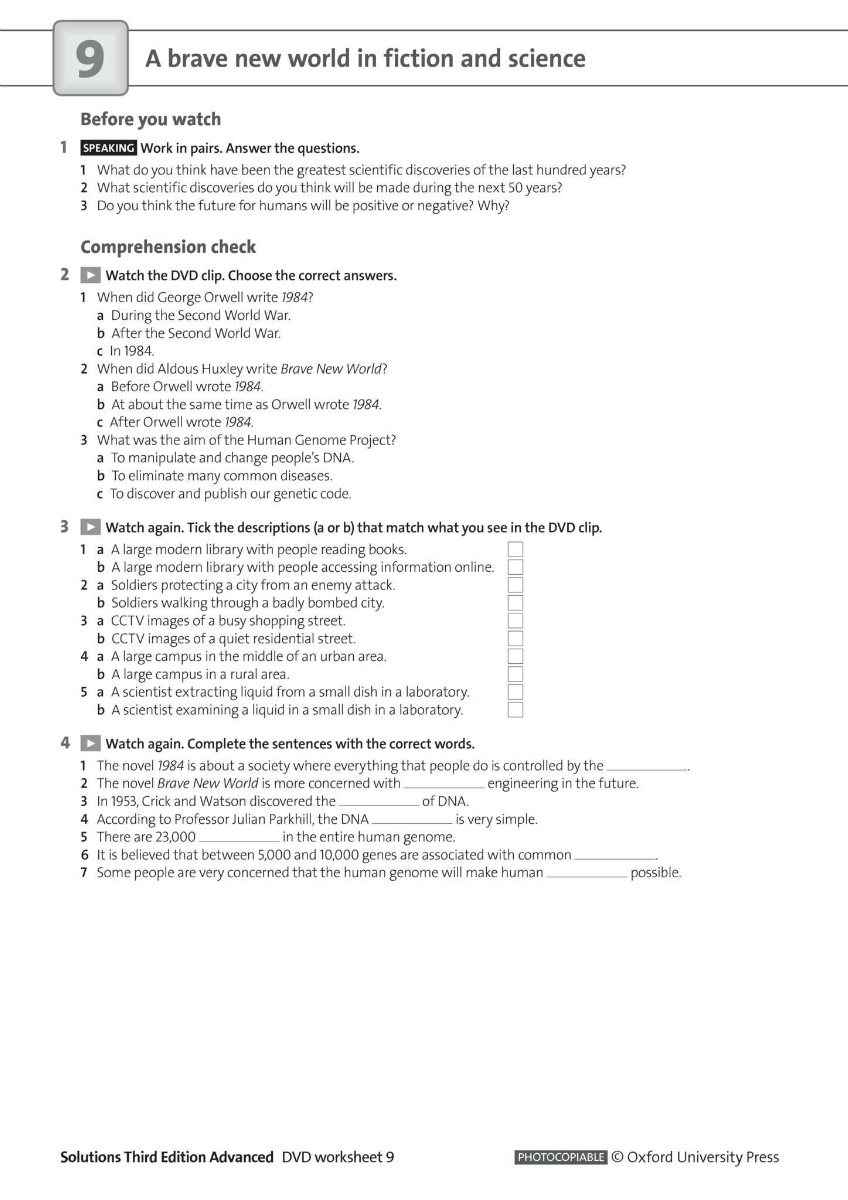 9 A brave new world in fiction and science
Before you watch
1 SPEAKING Work in pairs. Answer the questions.
1 What do you think have been the greatest scientific discoveries of the last hundred years?
2 What scientific discoveries do you think will be made during the next 50 years?
3 Do you think the future for humans will be positive or negative? Why?
Comprehension check
2 Watch the DVD clip. Choose the correct answers.
1 When did George Orwell write 1984?
a During the Second World War.
b After the Second World War.
c In 1984.
2 When did Aldous Huxley write Brave New World?
a Before Orwell wrote 1984.
b At about the same time as Orwell wrote 1984.
c After Orwell wrote 1984.
3 What was the aim of the Human Genome Project?
a To manipulate and change people's DNA.
b To eliminate many common diseases.
c To discover and publish our genetic code.
3 Watch again. Tick the descriptions (a or b) that match what you see in the DVD clip.
1 a A large modern library with people reading books.
b A large modern library with people accessing information online.
2 a Soldiers protecting a city from an enemy attack.
b Soldiers walking through a badly bombed city.
3 a CCTV images of a busy shopping street.
b CCTV images of a quiet residential street.
4 a A large campus in the middle of an urban area.
b A large campus in a rural area.
5 a A scientist extracting liquid from a small dish in a laboratory.
b A scientist examining a liquid in a small dish in a laboratory.
4 Watch again. Complete the sentences with the correct words.
1 The novel 1984 is about a society where everything that people do is controlled by the ____________.
2 The novel Brave New World is more concerned with ____________ engineering in the future.
3 In 1953, Crick and Watson discovered the ____________ of DNA.
4 According to Professor Julian Parkhill, the DNA ____________ is very simple.
5 There are 23,000 ____________ in the entire human genome.
6 It is believed that between 5,000 and 10,000 genes are associated with common ____________.
7 Some people are very concerned that the human genome will make human ____________ possible.
Solutions Third Edition Advanced DVD worksheet 9 PHOTOCOPIABLE © Oxford University Press